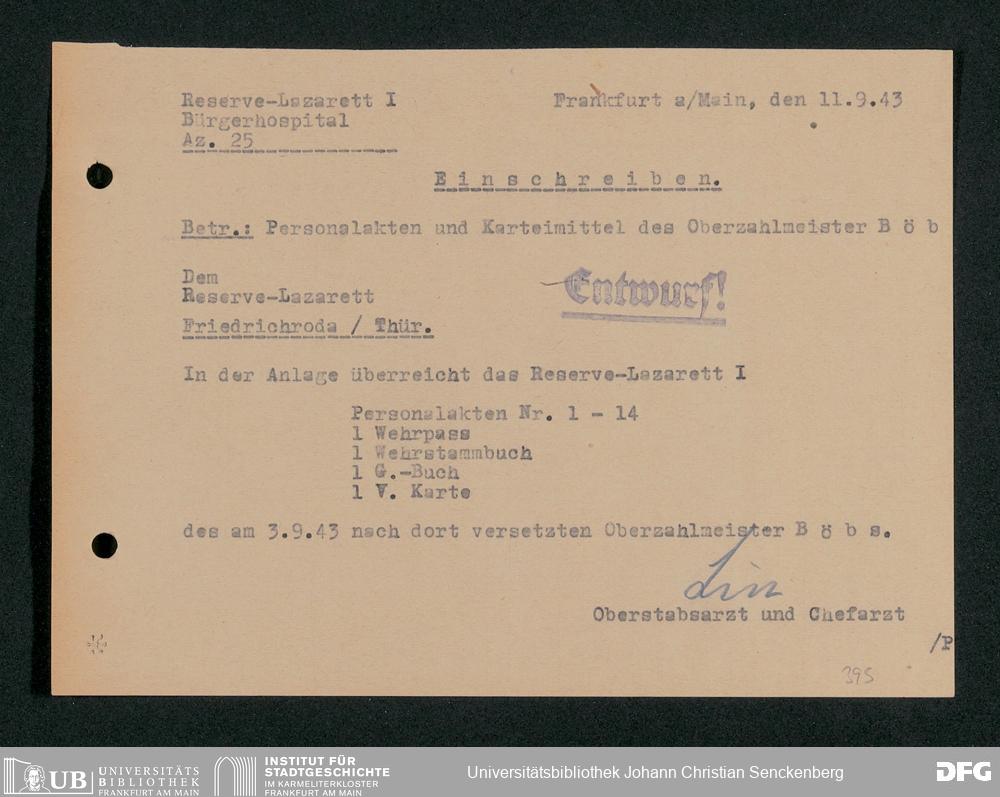 Reserve-Lazarett I
Frankfurt a/Main, den 11.9.43
Bürgerhospital
Az. 25
E i n s c h r e i b e n.
Betr.: Personalakten und Karteimittel des Oberzahlmeister B ö b
Dem
Reserve-Lazarett
Entwurf!
Friedrichroda / Thür.
In der Anlage überreicht das Reserve-Lazarett I
Personalakten Nr. 1 - 14
1 Wehrpass
1 Wehrstammbuch
1 G.-Buch
1 V. Karte
des am 3.9.43 nach dort versetzten Oberzahlmeister B ö b s.
Oberstabsarzt und Chefarzt
/P
395
UB UNIVERSITÄTS
BIBLIOTHEK
FRANKFURT AM MAIN
INSTITUT FÜR
STADTGESCHICHTE
IM KARMELITERKLOSTER
FRANKFURT AM MAIN
Universitätsbibliothek Johann Christian Senckenberg
DFG